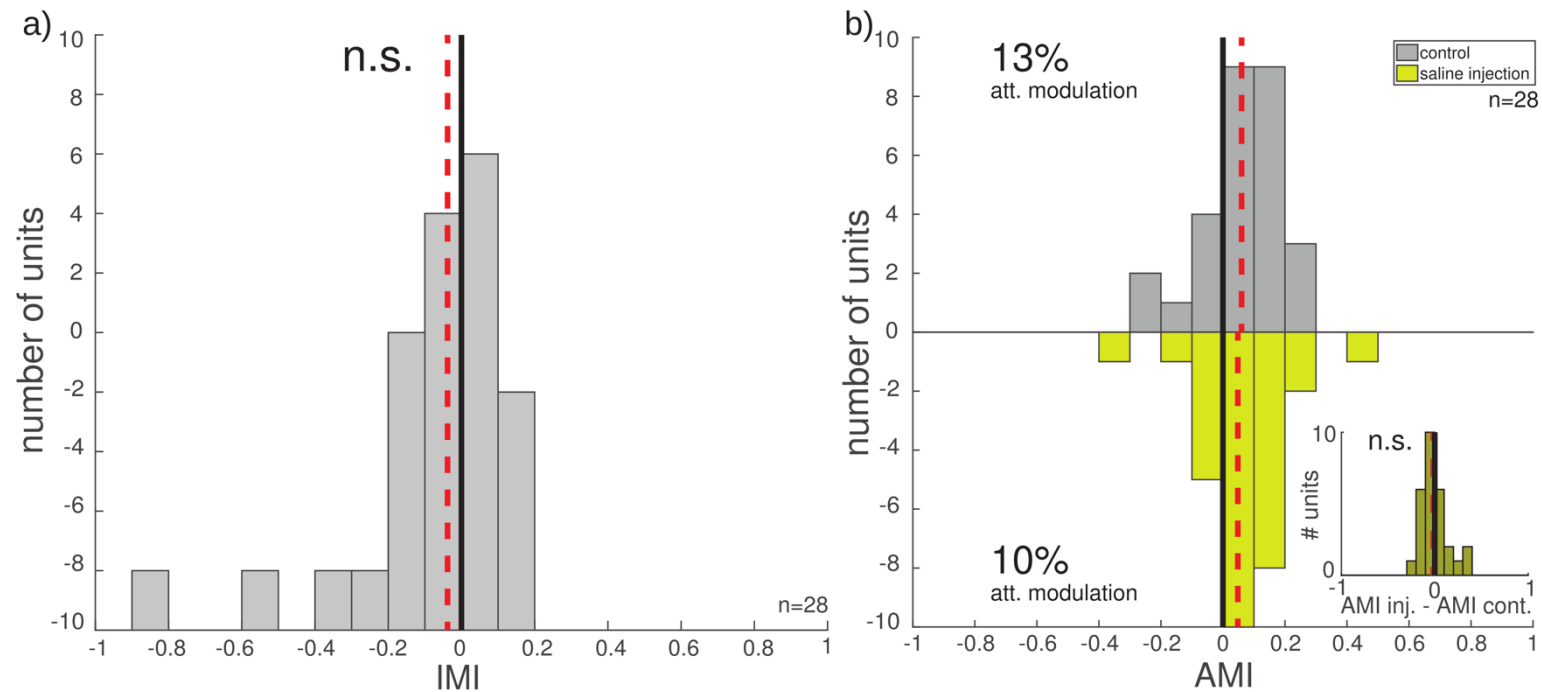 a)
n.s.
10
8
6
4
2
0
-2
-4
-6
-8
-10
number of units
-1 -0.8 -0.6 -0.4 -0.2 0 0.2 0.4 0.6 0.8 1
IMI
n=28
b)
13%
att. modulation
control
saline injection
n=28
10
8
6
4
2
0
-2
-4
-6
-8
-10
number of units
10%
att. modulation
n.s.
10
0
# units
-1 0 1
AMI inj. - AMI cont.
-1 -0.8 -0.6 -0.4 -0.2 0 0.2 0.4 0.6 0.8 1
AMI